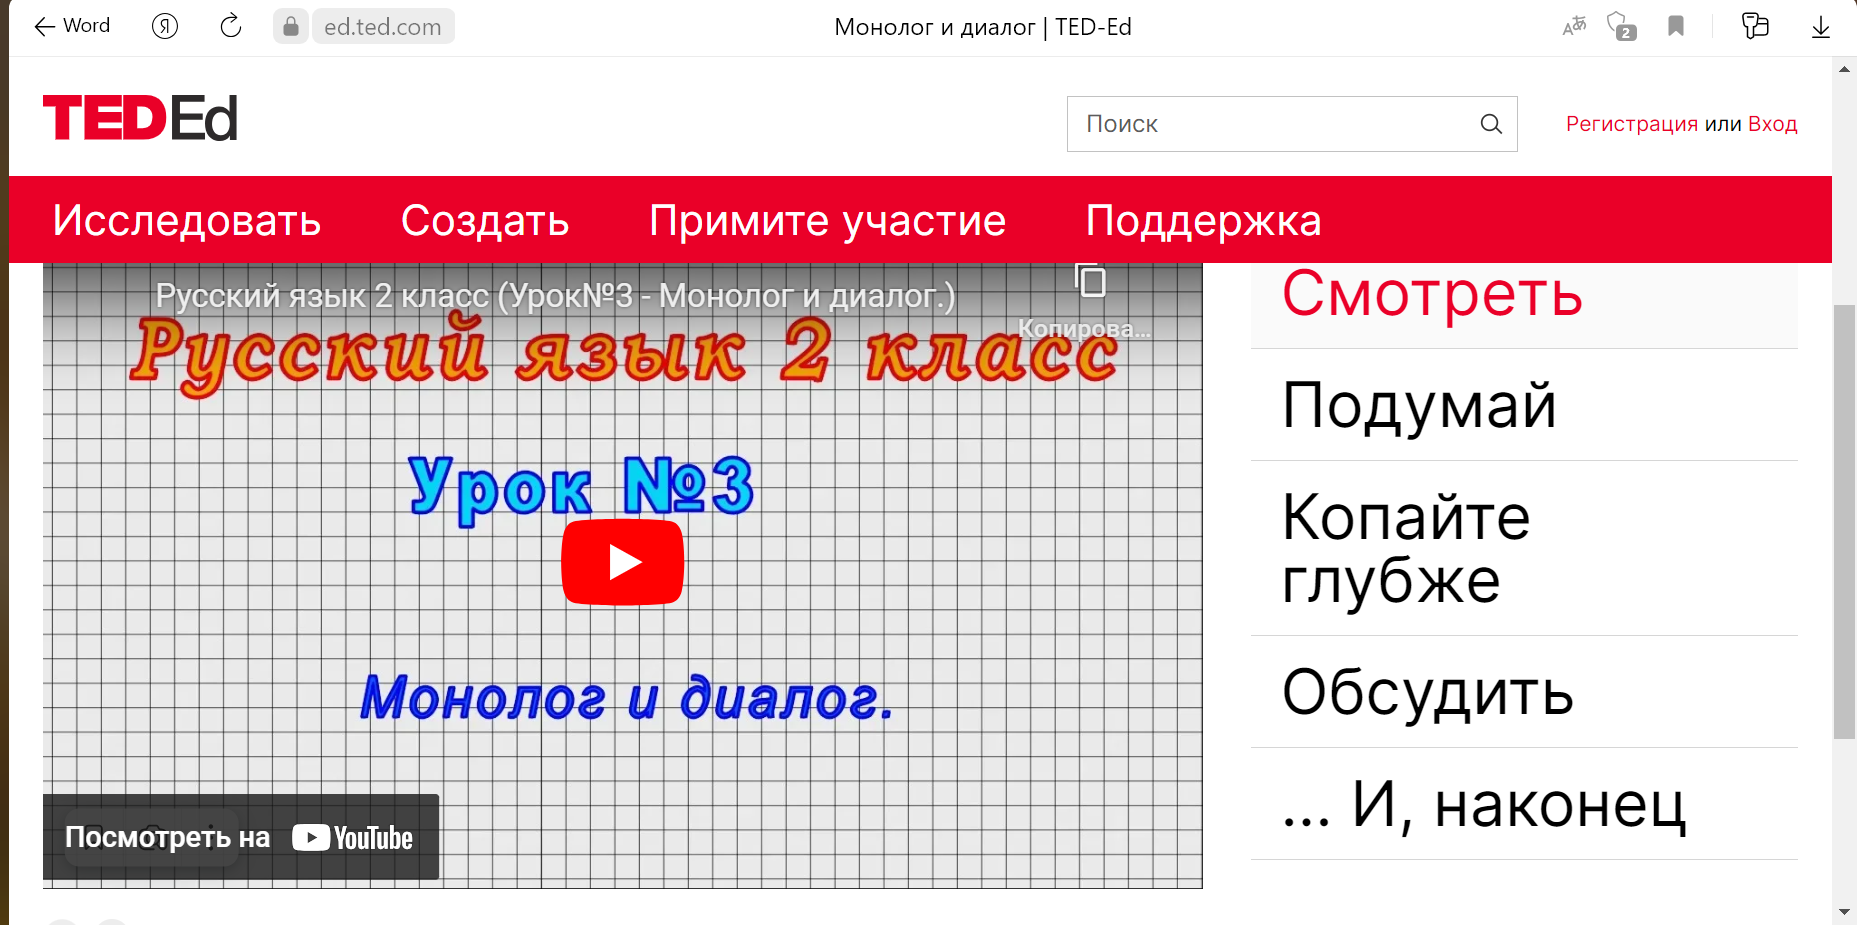 Word
Я
ed.ted.com
Монолог и диалог | TED-Ed
2
TEDEd
Поиск
Регистрация или Вход
Исследовать Создать Примите участие Поддержка
Русский язык 2 класс (Урок№3 - Монолог и диалог.)
Копирова...
Русский язык 2 класс
Урок №3
Монолог и диалог.
Посмотреть на YouTube
Смотреть
Подумай
Копайте
глубже
Обсудить
... И, наконец